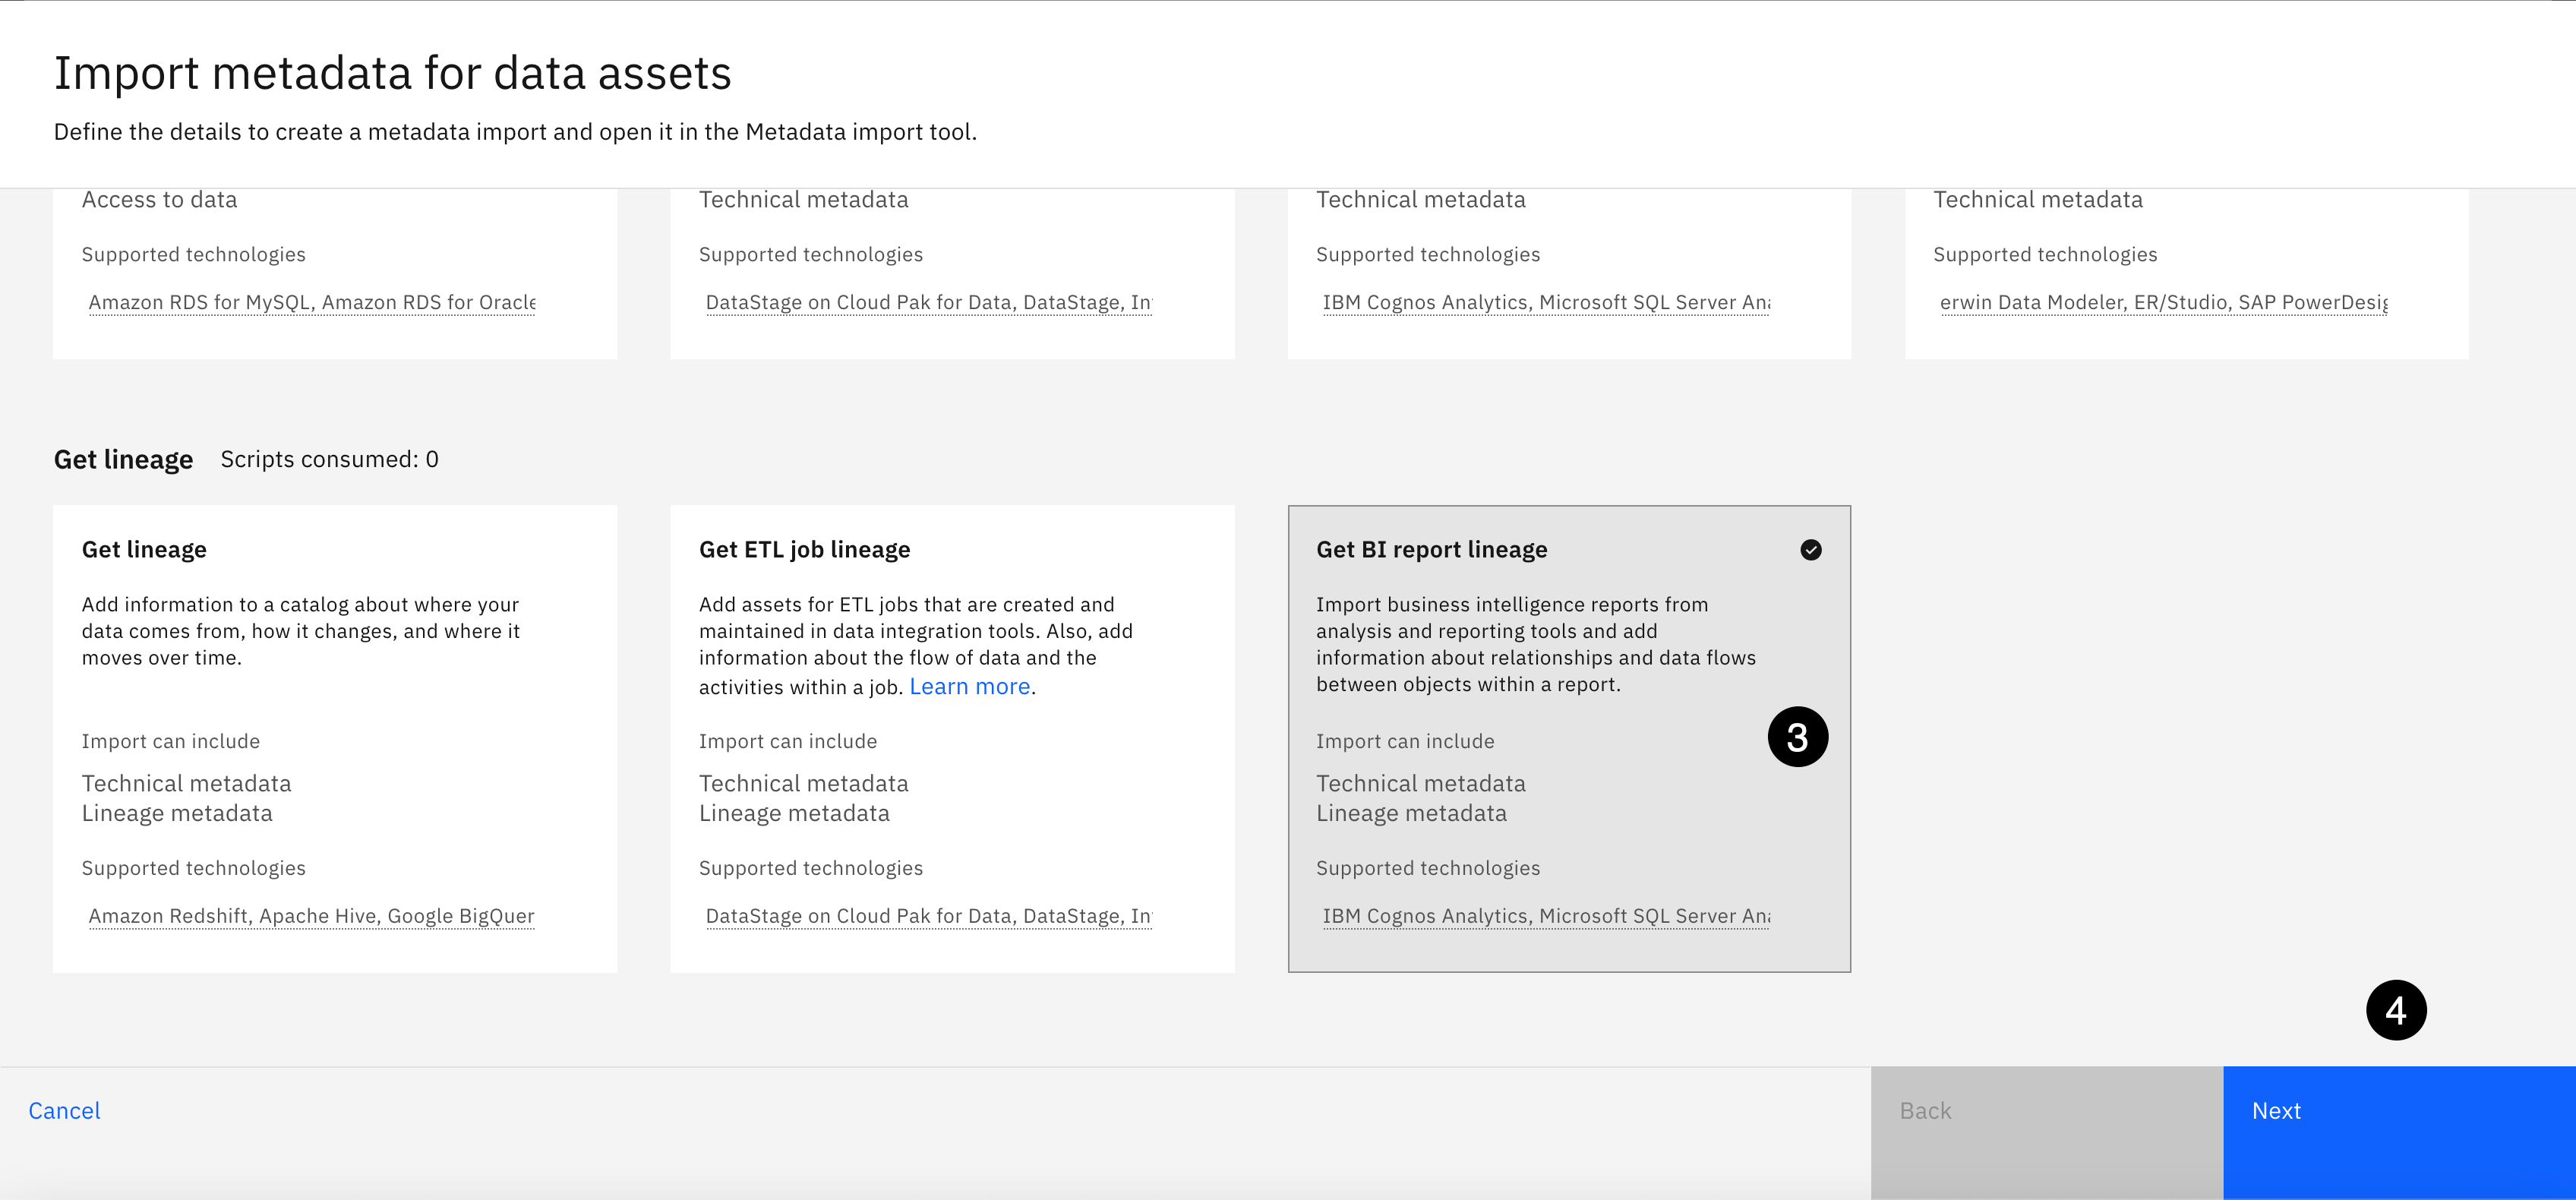 Import metadata for data assets
Define the details to create a metadata import and open it in the Metadata import tool.
Access to data
Supported technologies
Amazon RDS for MySQL, Amazon RDS for Oracle
Technical metadata
Supported technologies
DataStage on Cloud Pak for Data, DataStage,
Technical metadata
Supported technologies
IBM Cognos Analytics, Microsoft SQL Server
Technical metadata
Supported technologies
erwin Data Modeler, ER/Studio, SAP
Get lineage Scripts consumed: 0
Get lineage
Add information to a catalog about where your
data comes from, how it changes, and where it
moves over time.
Import can include
Technical metadata
Lineage metadata
Supported technologies
Amazon Redshift, Apache Hive, Google BigQuer
Get ETL job lineage
Add assets for ETL jobs that are created and
maintained in data integration tools. Also, add
information about the flow of data and the
activities within a job. Learn more.
Import can include
Technical metadata
Lineage metadata
Supported technologies
DataStage on Cloud Pak for Data, DataStage,
Get BI report lineage
Import business intelligence reports from
analysis and reporting tools and add
information about relationships and data flows
between objects within a report.
3
Import can include
Technical metadata
Lineage metadata
Supported technologies
IBM Cognos Analytics, Microsoft SQL Server
4
Cancel
Back
Next